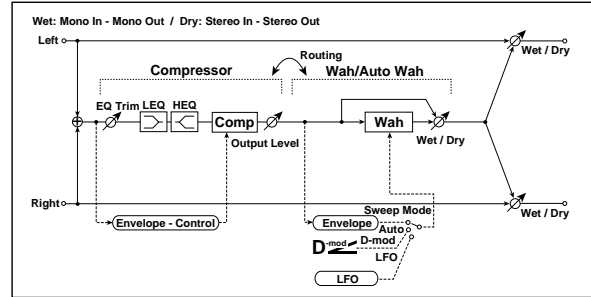 Wet: Mono In - Mono Out / Dry: Stereo In - Stereo Out
Left
Wet / Dry
Routing
Compressor
Wah/Auto Wah
EQ Trim
LEQ
HEQ
Comp
Output Level
Wah
Wet / Dry
Right
Wet / Dry
Envelope - Control
Envelope
Sweep Mode
Auto
D-mod
D-mod
LFO
LFO